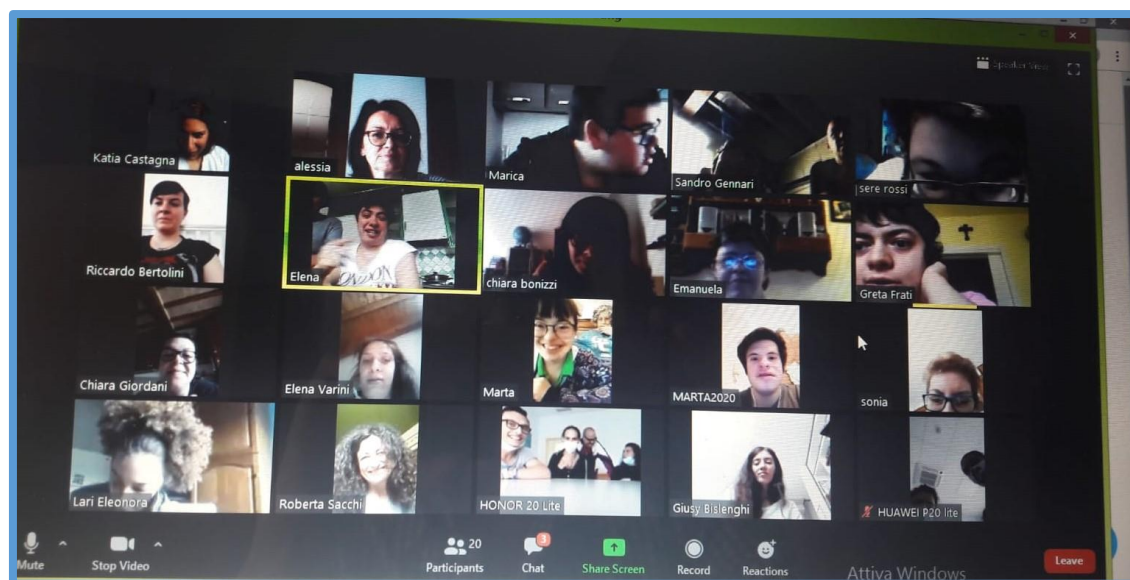 Speaker View
Katia Castagna
alessia
Marica
Sandro Gennari
sere rossi
Riccardo Bertolini
Elena
LONDON
chiara bonizzi
Emanuela
Greta Frati
Chiara Giordani
Elena Varini
Marta
MARTA2020
sonia
Lari Eleonora
Roberta Sacchi
HONOR 20 Lite
Giusy Bislenghi
HUAWEI P20 lite
Mute
Stop Video
20
Participants
3
Chat
Share Screen
Record
Reactions
Leave
Attiva Windows